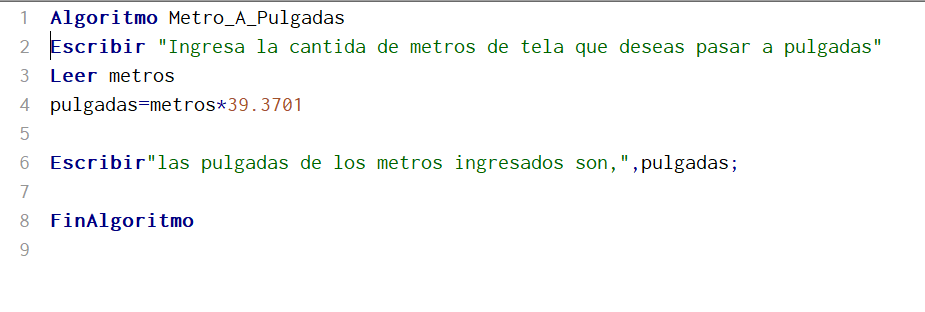 1 Algoritmo Metro_A_Pulgadas
2 Escribir "Ingresa la cantida de metros de tela que deseas pasar a pulgadas"
3 Leer metros
4 pulgadas=metros*39.3701
5
6 Escribir"las pulgadas de los metros ingresados son,",pulgadas;
7
8 FinAlgoritmo
9